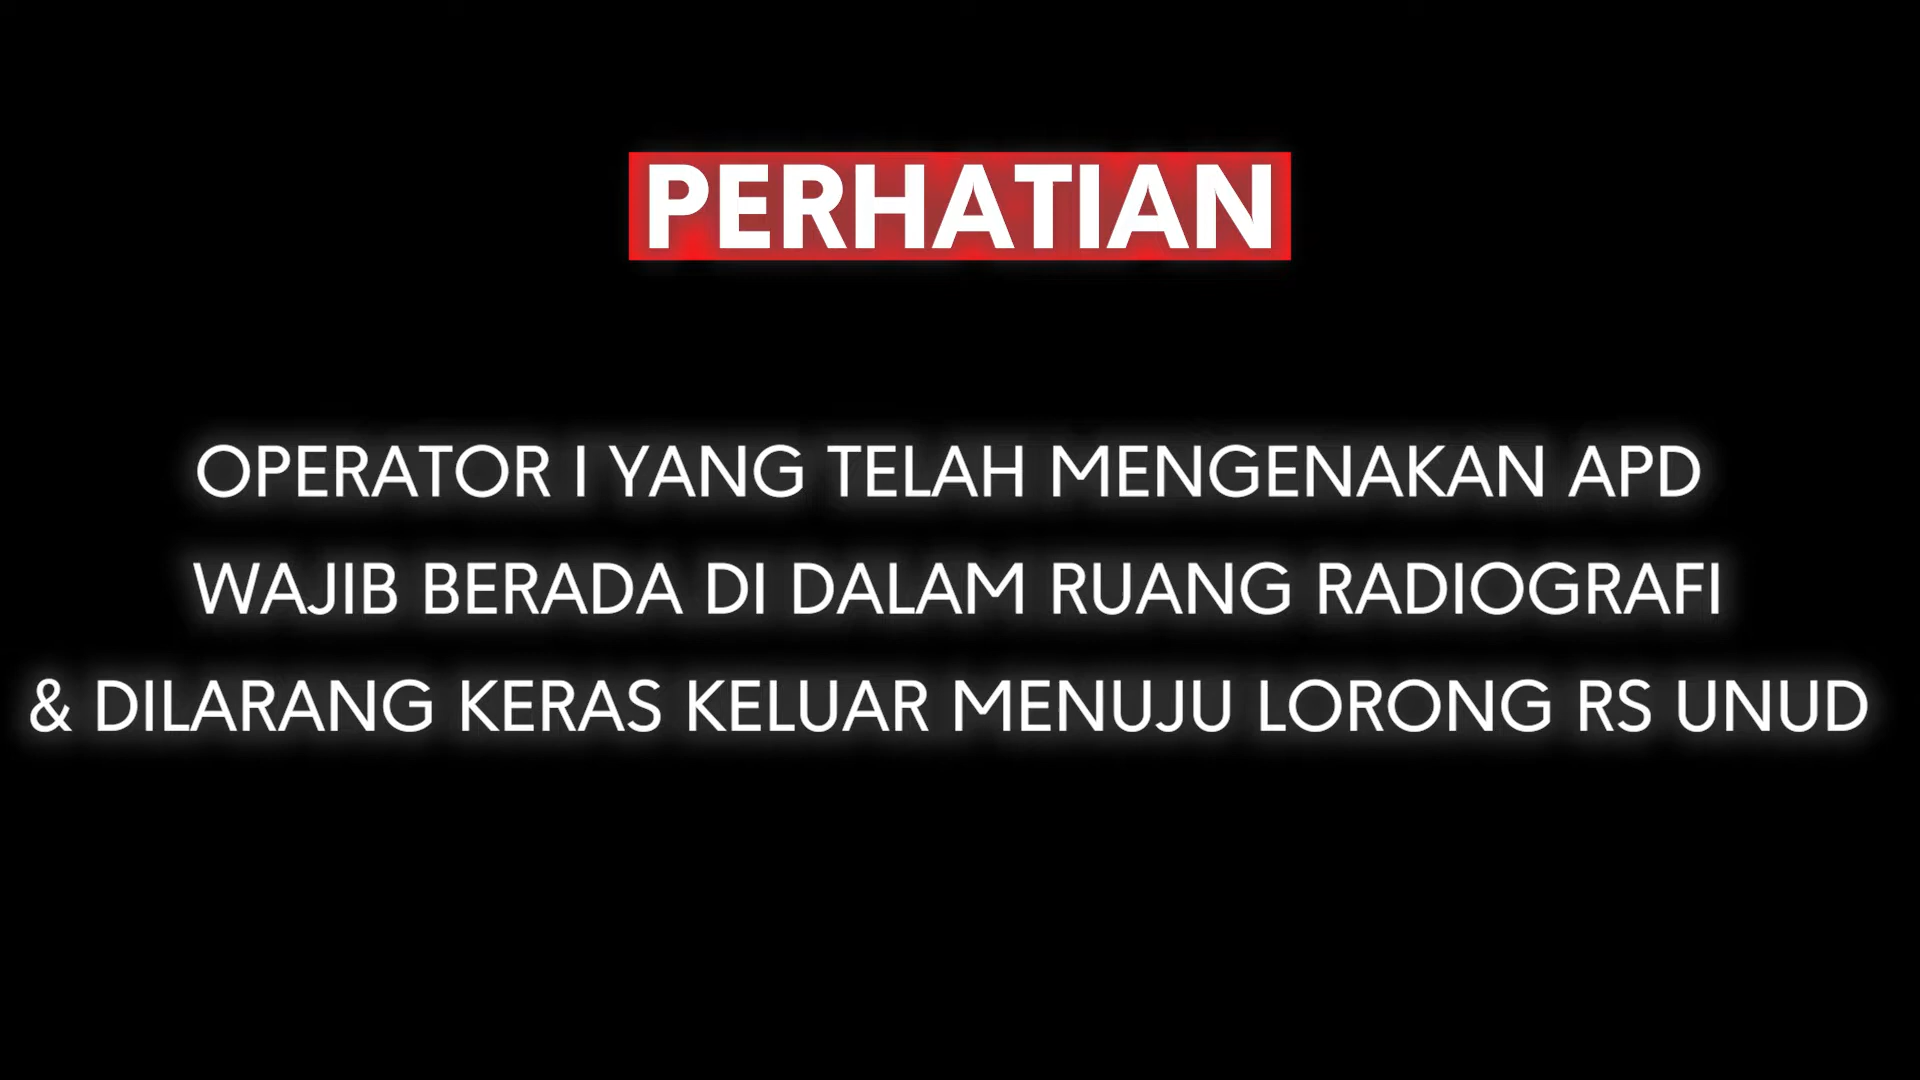 PERHATIAN
OPERATOR I YANG TELAH MENGENAKAN APD
WAJIB BERADA DI DALAM RUANG RADIOGRAFI
& DILARANG KERAS KELUAR MENUJU LORONG RS UNUD